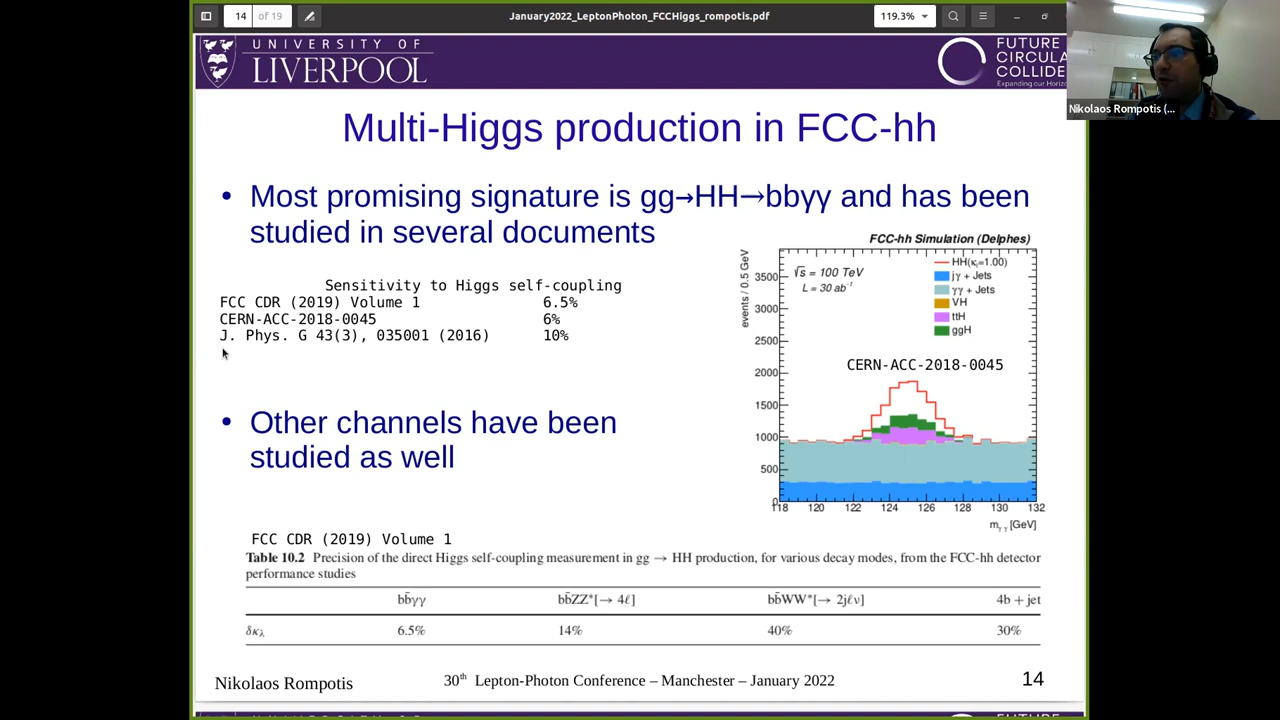 14 of 19
January2022_LeptonPhoton_FCCHiggs_rompotis.pdf
119.3%
UNIVERSITY OF
LIVERPOOL
FUTURE
CIRCULA
COLLIDE
Expanding our Horiz
Nikolaos Rompotis (...
Multi-Higgs production in FCC-hh
• Most promising signature is gg→HH→bbγγ and has been
studied in several documents
Sensitivity to Higgs self-coupling
FCC CDR (2019) Volume 1 6.5%
CERN-ACC-2018-0045 6%
J. Phys. G 43(3), 035001 (2016) 10%
• Other channels have been
studied as well
FCC-hh Simulation (Delphes)
events / 0.5 GeV
√s = 100 TeV
L = 30 ab⁻¹
HH(κλ=1.00)
jγ + Jets
γγ + Jets
VH
ttH
ggH
CERN-ACC-2018-0045
3500
3000
2500
2000
1500
1000
500
0
118 120 122 124 126 128 130 132
mγγ [GeV]
FCC CDR (2019) Volume 1
Table 10.2 Precision of the direct Higgs self-coupling measurement in gg → HH production, for various decay modes, from the FCC-hh detector
performance studies
bb̄γγ bb̄ZZ*[→ 4ℓ] bb̄WW*[→ 2jℓν] 4b + jet
δκλ 6.5% 14% 40% 30%
Nikolaos Rompotis
30th Lepton-Photon Conference – Manchester – January 2022
14